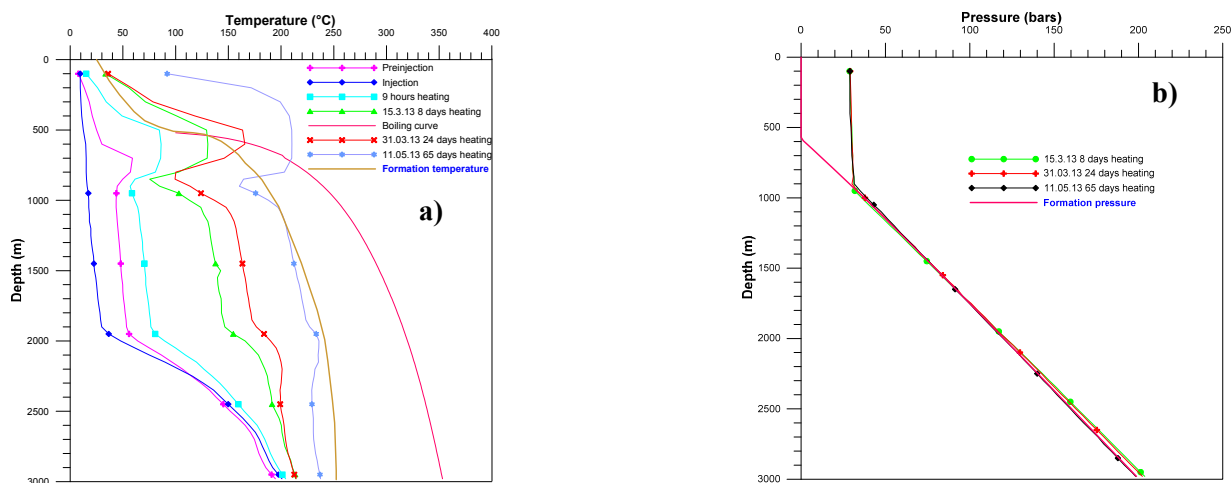 Temperature (°C)
0 50 100 150 200 250 300 350 400
0
500
1000
1500
2000
2500
3000
Depth (m)
Preinjection
Injection
9 hours heating
15.3.13 8 days heating
Boiling curve
31.03.13 24 days heating
11.05.13 65 days heating
Formation temperature
a)
Pressure (bars)
0 50 100 150 200 250
0
500
1000
1500
2000
2500
3000
Depth (m)
b)
15.3.13 8 days heating
31.03.13 24 days heating
11.05.13 65 days heating
Formation pressure